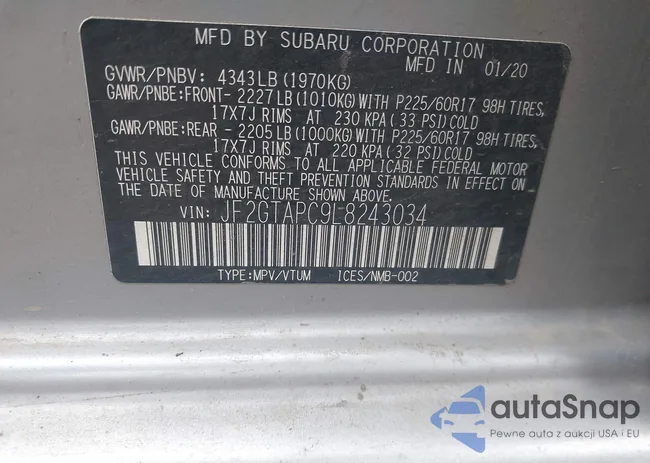 MFD BY SUBARU CORPORATION
MFD IN 01/20
GVWR/PNBV: 4343LB(1970KG)
GAWR/PNBE:FRONT- 2227LB(1010KG)WITH P225/60R17 98H TIRES,
17X7J RIMS AT 230 KPA( 33 PSI)COLD
GAWR/PNBE:REAR - 2205LB(1000KG)WITH P225/60R17 98H TIRES,
17X7J RIMS AT 220 KPA( 32 PSI)COLD
THIS VEHICLE CONFORMS TO ALL APPLICABLE FEDERAL MOTOR
VEHICLE SAFETY AND THEFT PREVENTION STANDARDS IN EFFECT ON
THE DATE OF MANUFACTURE SHOWN ABOVE.
VIN: JF2GTAPC9L8243034
TYPE:MPV/VTUM ICES/NMB-002
autaSnap
Pewne auta z aukcji USA i EU